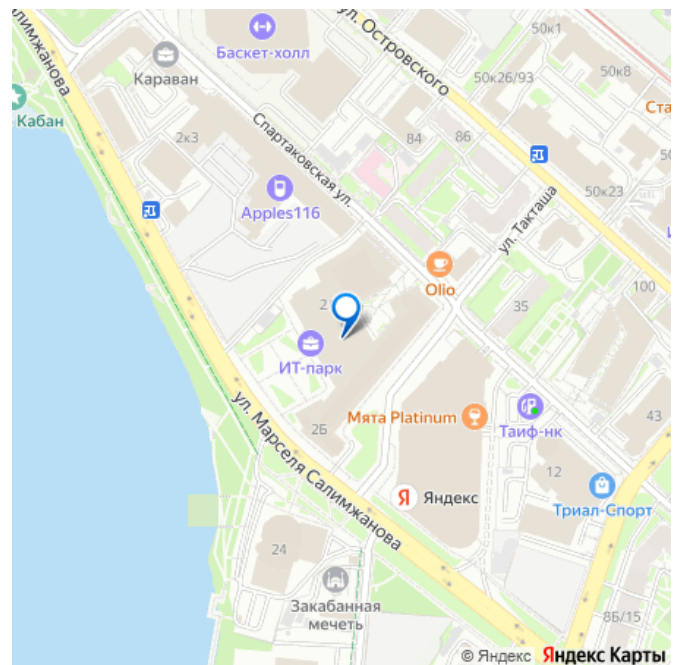 Салимжанова
ул. Островского
Баскет-холл
50к26/93
50к8
Караван
Ста
Кабан
2к3
84
86
Спартаковская ул.
50
50к23
Apples116
ул. Такташа
Olio
100
2
35
ИТ-парк
2Б
Мята Platinum
Таиф-нк
43
ул. Марселя Салимжанова
Я Яндекс
12
Триал-Спорт
24
Закабанная
мечеть
8Б/15
© Яндекс Яндекс Карты